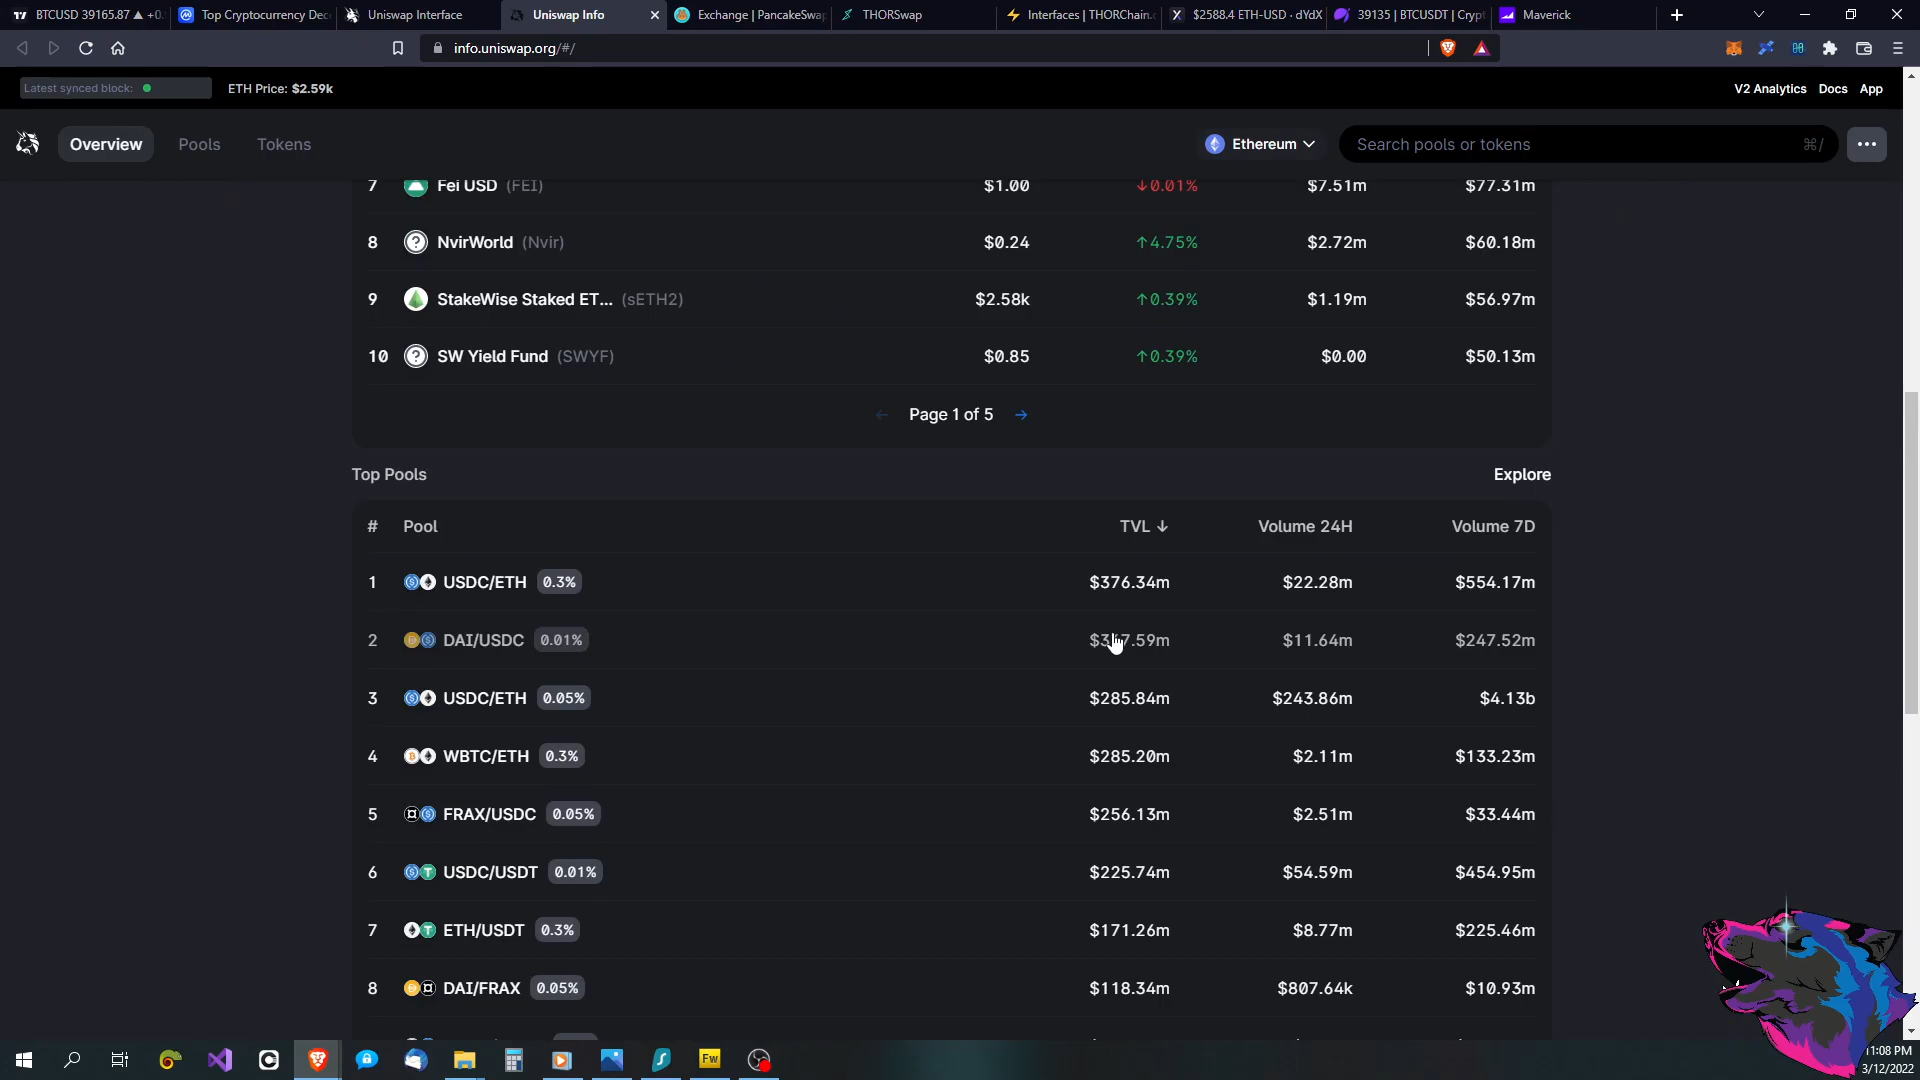 BTCUSD 39165.87 ▲ +0. Top Cryptocurrency Dec Uniswap Interface Uniswap Info Exchange | PancakeSwap THORSwap Interfaces | THORChain. $2588.4 ETH-USD · dYdX 39135 | BTCUSDT | Crypt Maverick
info.uniswap.org/#/
Latest synced block: ETH Price: $2.59k V2 Analytics Docs App
Overview Pools Tokens Ethereum Search pools or tokens ⌘/
7 Fei USD (FEI) $1.00 ↓0.01% $7.51m $77.31m
8 NvirWorld (Nvir) $0.24 ↑4.75% $2.72m $60.18m
9 StakeWise Staked ET... (sETH2) $2.58k ↑0.39% $1.19m $56.97m
10 SW Yield Fund (SWYF) $0.85 ↑0.39% $0.00 $50.13m
← Page 1 of 5 →
Top Pools Explore
# Pool TVL ↓ Volume 24H Volume 7D
1 USDC/ETH 0.3% $376.34m $22.28m $554.17m
2 DAI/USDC 0.01% $11.64m $247.52m
3 USDC/ETH 0.05% $285.84m $243.86m $4.13b
4 WBTC/ETH 0.3% $285.20m $2.11m $133.23m
5 FRAX/USDC 0.05% $256.13m $2.51m $33.44m
6 USDC/USDT 0.01% $225.74m $54.59m $454.95m
7 ETH/USDT 0.3% $171.26m $8.77m $225.46m
8 DAI/FRAX 0.05% $118.34m $807.64k $10.93m
Fw
11:08 PM
3/12/2022